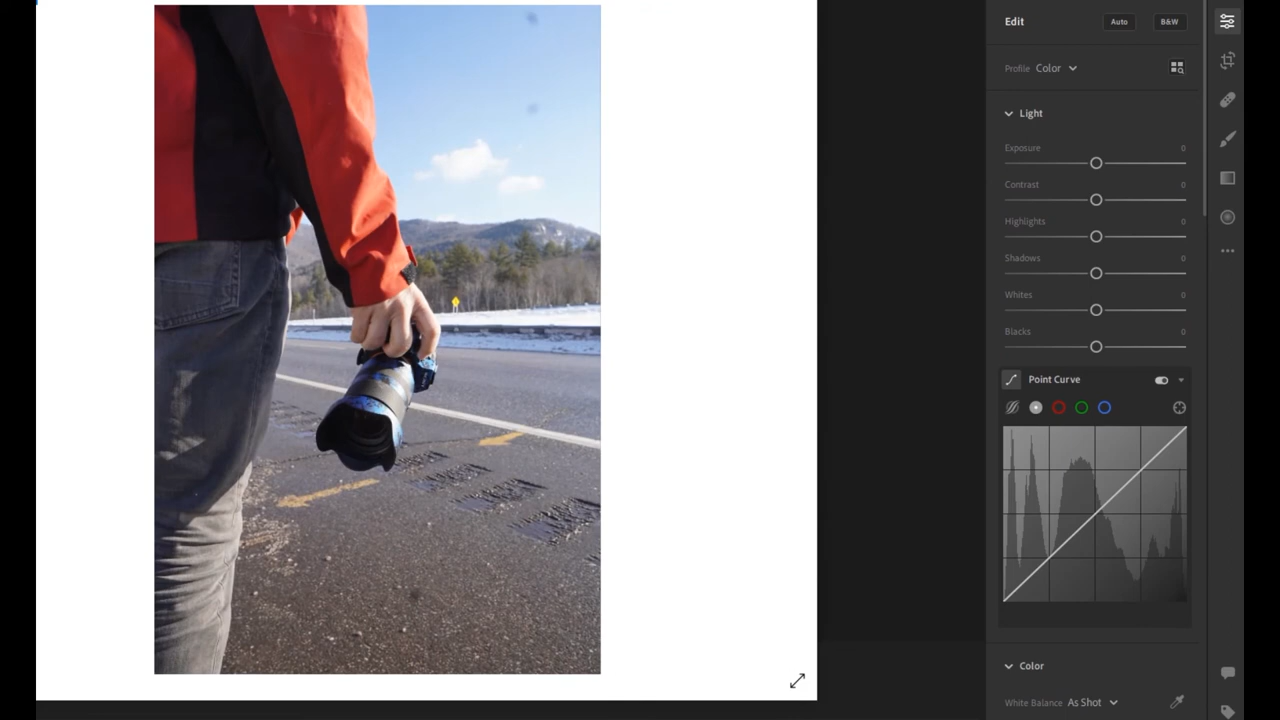 Edit Auto B&W
Profile Color
Light
Exposure 0
Contrast 0
Highlights 0
Shadows 0
Whites 0
Blacks 0
Point Curve
Color
White Balance As Shot